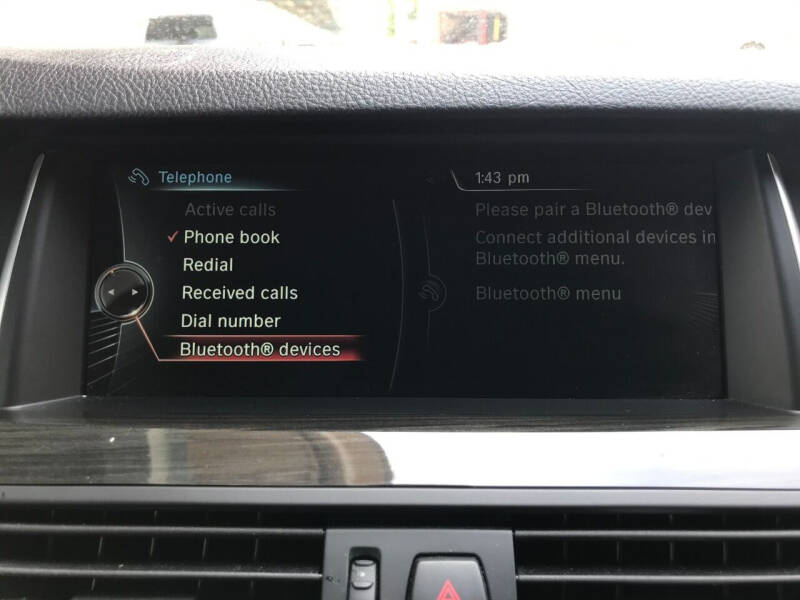 Telephone
Active calls
Phone book
Redial
Received calls
Dial number
Bluetooth® devices
1:43 pm
Please pair a Bluetooth® dev
Connect additional devices in
Bluetooth® menu.
Bluetooth® menu